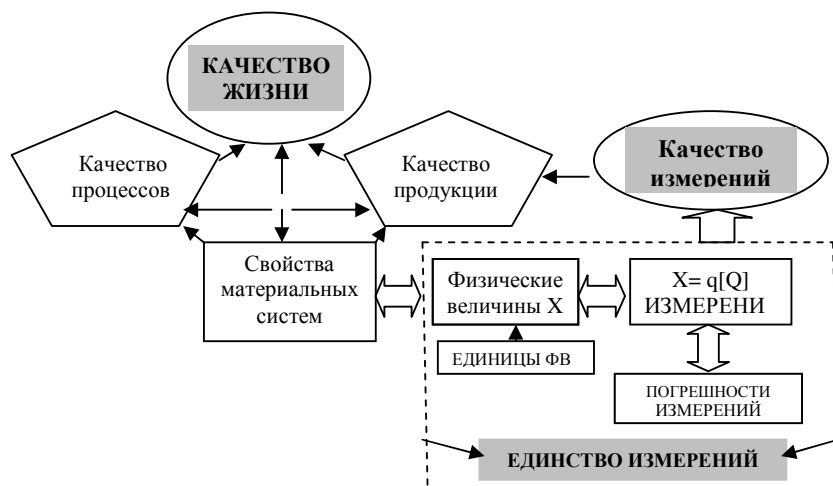 КАЧЕСТВО
ЖИЗНИ
Качество
процессов
Качество
продукции
Качество
измерений
Свойства
материальных
систем
Физические
величины X
X= q[Q]
ИЗМЕРЕНИ
ЕДИНИЦЫ ФВ
ПОГРЕШНОСТИ
ИЗМЕРЕНИЙ
ЕДИНСТВО ИЗМЕРЕНИЙ